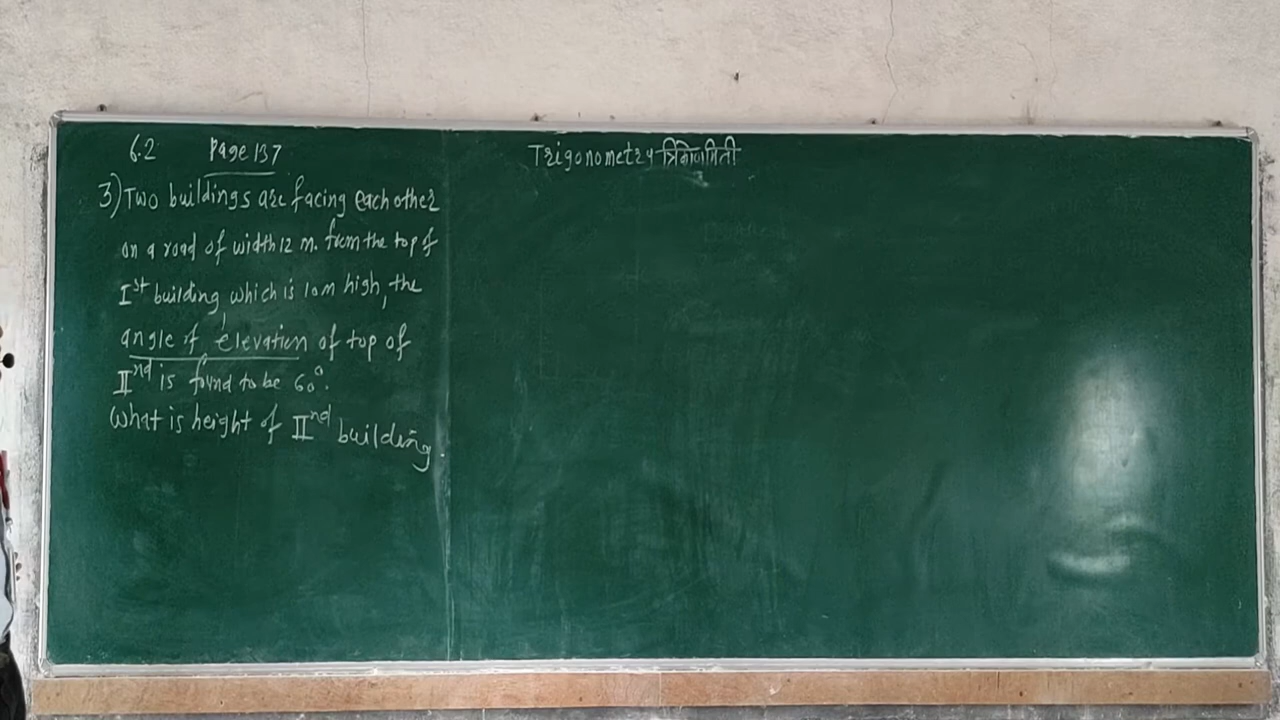 6.2 Page 137
Trigonometry त्रिकोणमिती
3) Two buildings are facing each other
on a road of width 12 m. from the top of
Ist building, which is 10m high, the
angle of elevation of top of
IInd is found to be 60°.
What is height of IInd building